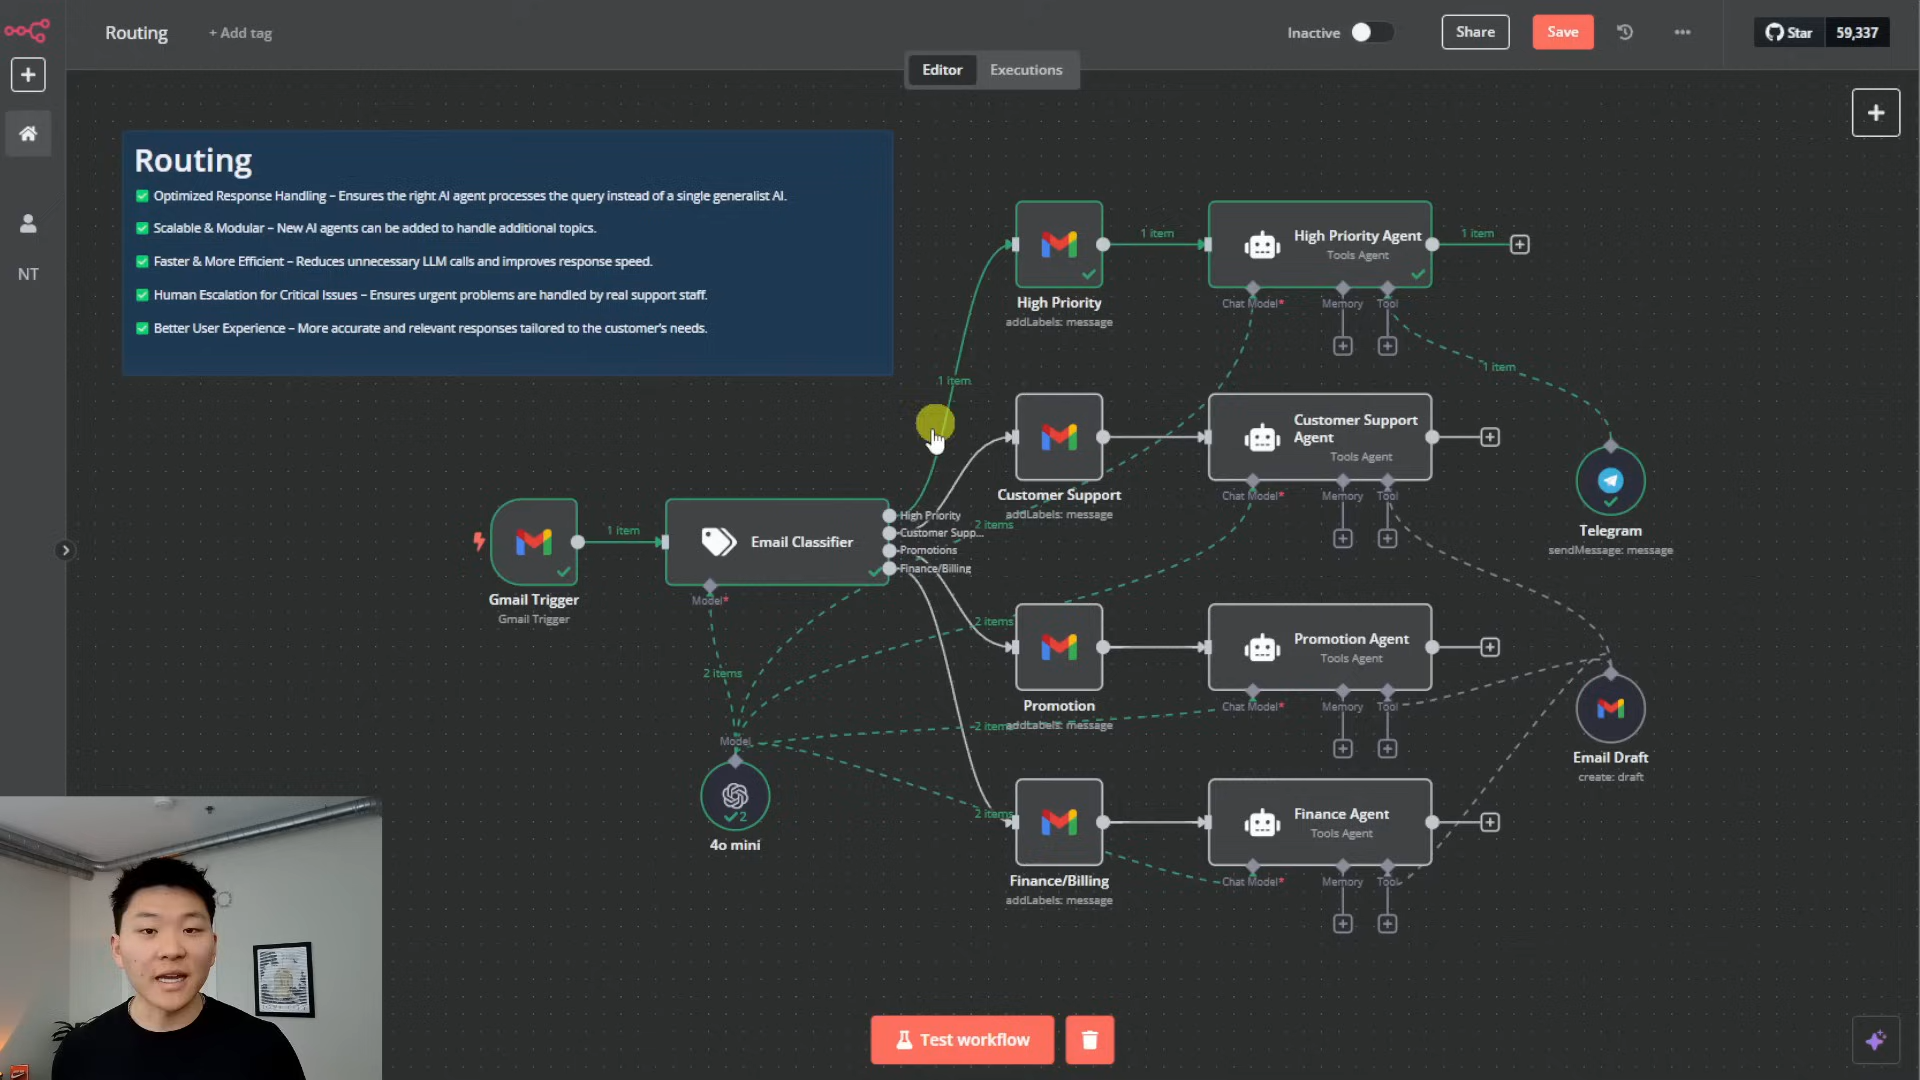 Routing
+ Add tag
Inactive
Share
Save
Star
59,337
Editor
Executions
NT
Routing
Optimized Response Handling – Ensures the right AI agent processes the query instead of a single generalist AI.
Scalable & Modular – New AI agents can be added to handle additional topics.
Faster & More Efficient – Reduces unnecessary LLM calls and improves response speed.
Human Escalation for Critical Issues – Ensures urgent problems are handled by real support staff.
Better User Experience – More accurate and relevant responses tailored to the customer's needs.
1 item
High Priority
addLabels: message
1 item
High Priority Agent
Tools Agent
1 item
Chat Model*
Memory
Tool
1 item
Customer Support
addLabels: message
Customer Support
Agent
Tools Agent
Chat Model*
Memory
Tool
Telegram
sendMessage: message
Gmail Trigger
Gmail Trigger
1 item
Email Classifier
Model*
High Priority
Customer Supp...
Promotions
Finance/Billing
2 items
2 items
2 items
Promotion
addLabels: message
2 items
Promotion Agent
Tools Agent
Chat Model*
Memory
Tool
Email Draft
create: draft
Model
2
4o mini
2 items
Finance/Billing
addLabels: message
Finance Agent
Tools Agent
Chat Model*
Memory
Tool
Test workflow